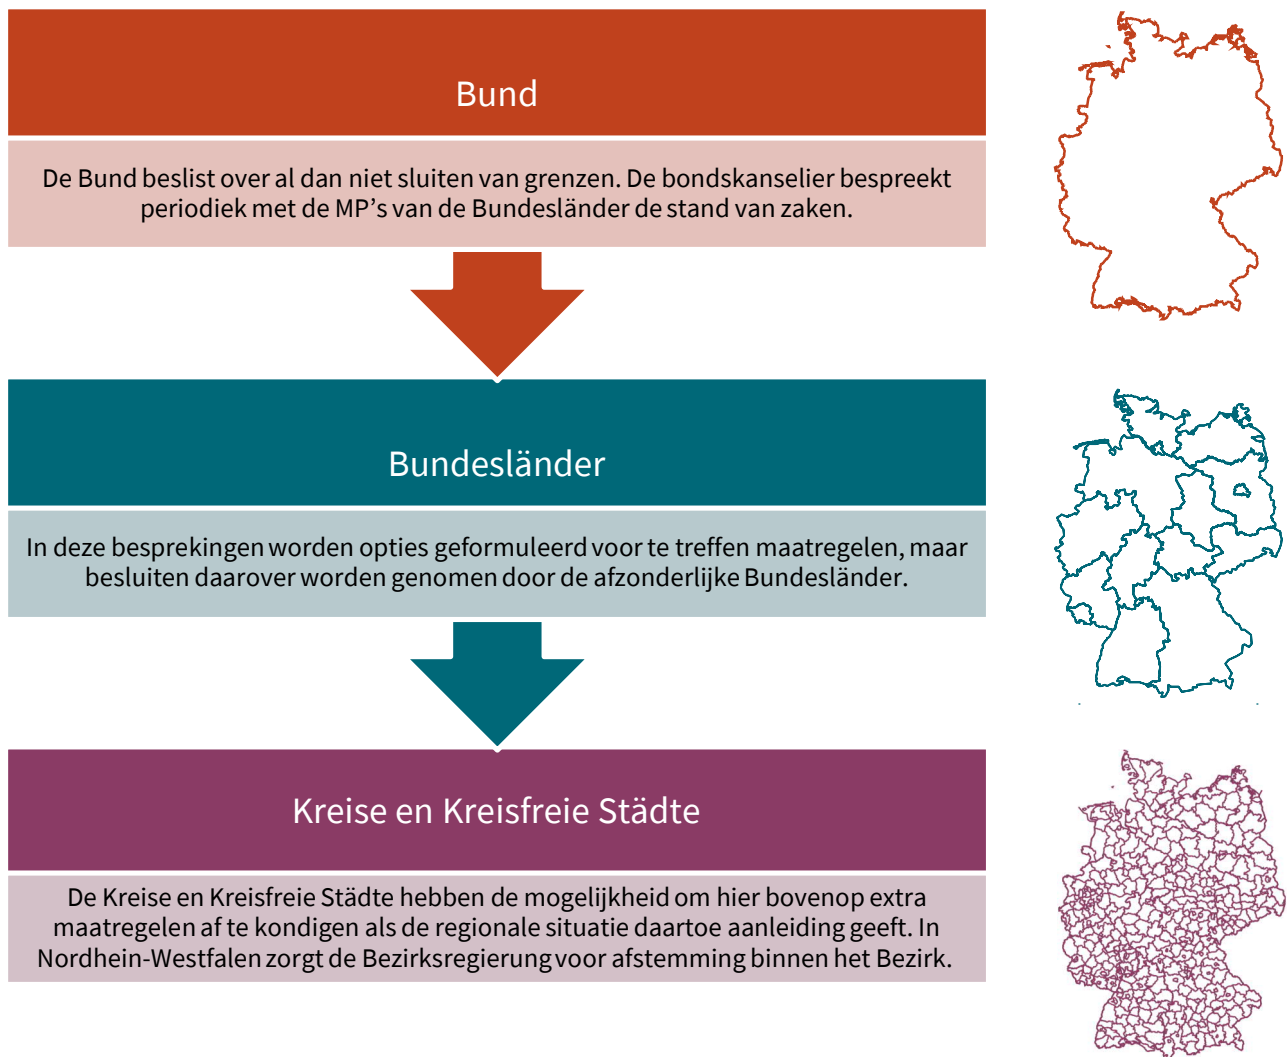 Bund
De Bund beslist over al dan niet sluiten van grenzen. De bondskanselier bespreekt
periodiek met de MP’s van de Bundesländer de stand van zaken.
Bundesländer
In deze besprekingen worden opties geformuleerd voor te treffen maatregelen, maar
besluiten daarover worden genomen door de afzonderlijke Bundesländer.
Kreise en Kreisfreie Städte
De Kreise en Kreisfreie Städte hebben de mogelijkheid om hier bovenop extra
maatregelen af te kondigen als de regionale situatie daartoe aanleiding geeft. In
Nordhein-Westfalen zorgt de Bezirksregierung voor afstemming binnen het Bezirk.